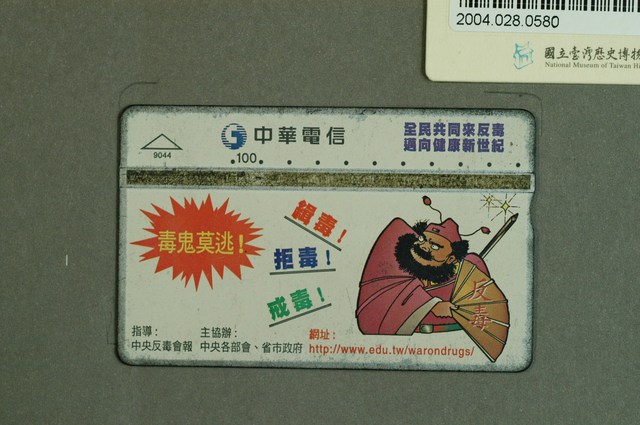 2004.028.0580
國立臺灣歷史博物
National Museum of Taiwan Hi
中華電信
全民共同來反毒
邁向健康新世紀
9044
100
毒鬼莫逃!
緝毒!
拒毒!
戒毒!
反毒
指導:
中央反毒會報
主協辦:
中央各部會、省市政府
網址:
http://www.edu.tw/warondrugs/